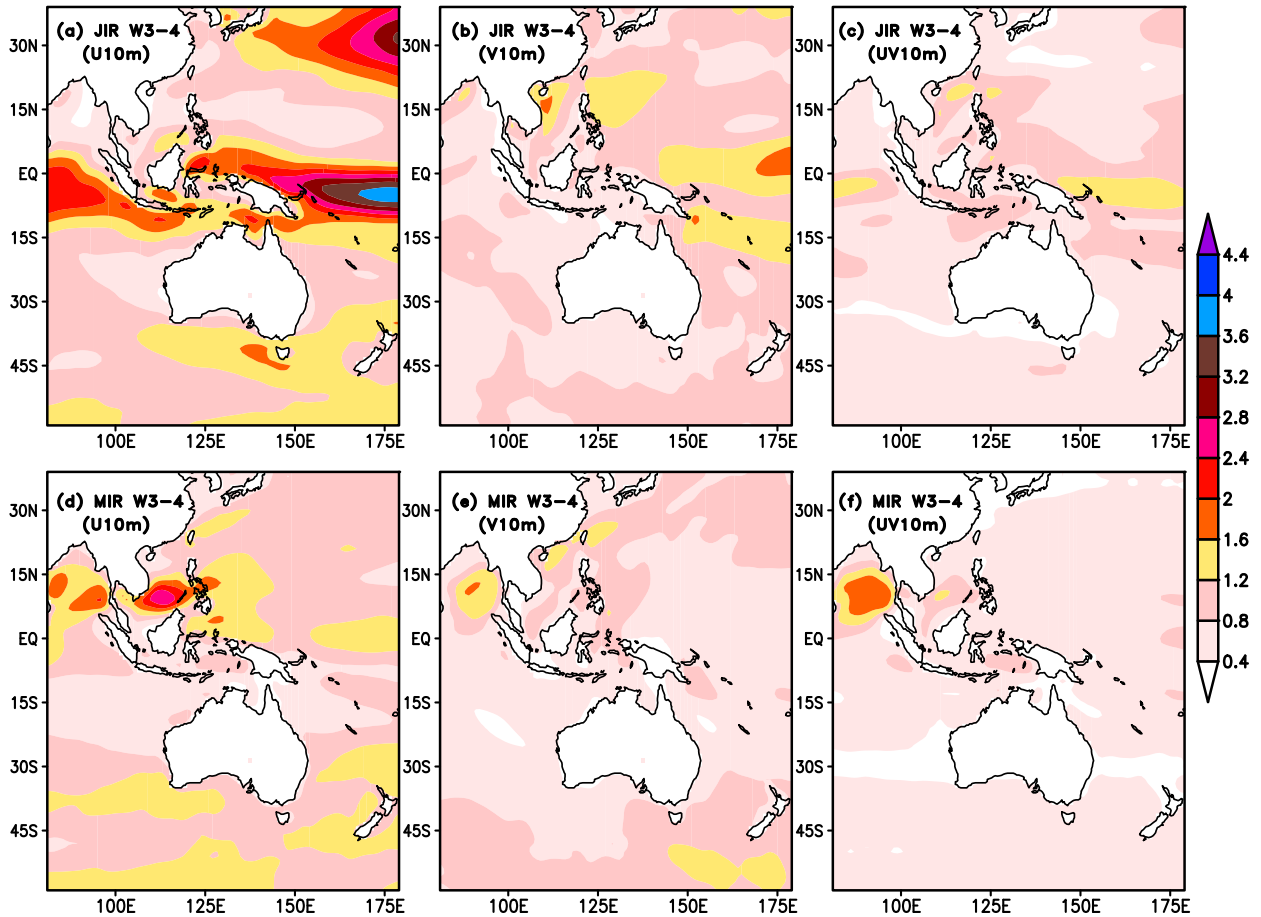 (a) JIR W3-4
(U10m)
30N
15N
EQ
15S
30S
45S
100E 125E 150E 175E
(b) JIR W3-4
(V10m)
30N
15N
EQ
15S
30S
45S
100E 125E 150E 175E
(c) JIR W3-4
(UV10m)
30N
15N
EQ
15S
30S
45S
100E 125E 150E 175E
4.4
4
3.6
3.2
2.8
2.4
2
1.6
1.2
0.8
0.4
(d) MIR W3-4
(U10m)
30N
15N
EQ
15S
30S
45S
100E 125E 150E 175E
(e) MIR W3-4
(V10m)
30N
15N
EQ
15S
30S
45S
100E 125E 150E 175E
(f) MIR W3-4
(UV10m)
30N
15N
EQ
15S
30S
45S
100E 125E 150E 175E